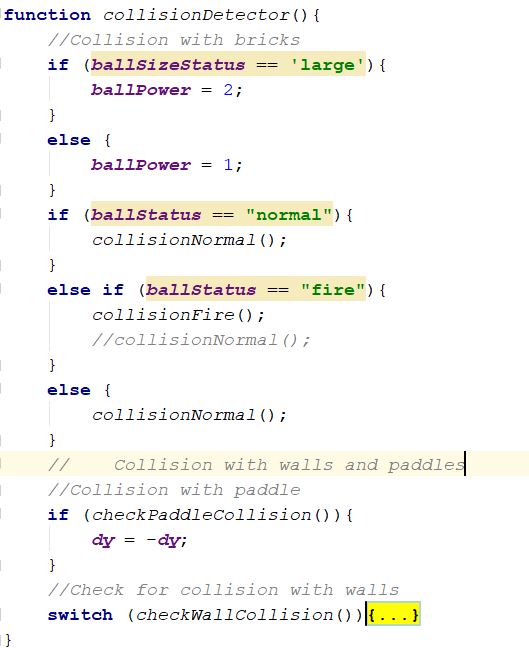 function collisionDetector(){
//Collision with bricks
if (ballSizeStatus == 'large'){
ballPower = 2;
}
else {
ballPower = 1;
}
if (ballStatus == "normal"){
collisionNormal();
}
else if (ballStatus == "fire"){
collisionFire();
//collisionNormal();
}
else {
collisionNormal();
}
//    Collision with walls and paddles
//Collision with paddle
if (checkPaddleCollision()){
dy = -dy;
}
//Check for collision with walls
switch (checkWallCollision()){...}
}